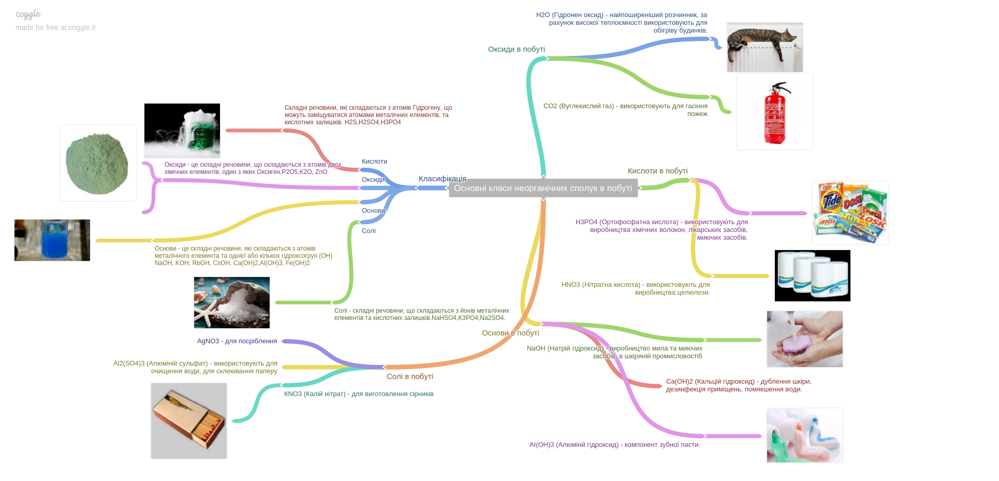 coggle
made for free at coggle.it
H2O (Гідронен оксид) - найпоширеніший розчинник, за
рахунок високої теплоємності використовують для
обігріву будинків.
Оксиди в побуті
CO2 (Вуглекислий газ) - використовують для гасіння
пожеж
Складні речовини, які складаються з атомів Гідрогену, що
можуть заміщуватися атомами металічних елементів, та
кислотних залишків. H2S,H2SO4,H3PO4
Кислоти
Оксиди - це складні речовини, що складаються з атомів двох
хімічних елементів, один з яких Оксиген.P2O5,K2O, ZnO
Оксиди
Класифікація
Основні класи неорганічних сполук в побуті
Основи
Солі
Основи - це складні речовини, які складаються з атомів
металічного елемента та однієї або кількох гідроксогруп (OH)
NaOH, KOH, RbOH, CsOH, Ca(OH)2,Al(OH)3, Fe(OH)2
Солі - складні речовини, що складаються з йонів металічних
елементів та кислотних залишків.NaHSO4,K3PO4,Na2SO4.
Кислоти в побуті
H3PO4 (Ортофосфатна кислота) - використовують для
виробництва хімічних волокон, лікарських засобів,
миючих засобів.
FAIRY
Tide
DOSIA
LOSK
ARIEL
HNO3 (Нітратна кислота) - використовують для
виробництва целюлози.
Основи в побуті
NaOH (Натрій гідроксид) - виробництво мила та миючих
засобів, в шкіряній промисловостіб
Ca(OH)2 (Кальцій гідроксид) - дублення шкіри,
дезинфекція приміщень, помякшення води.
Al(OH)3 (Алюмінй гідроксид) - компонент зубної пасти.
AgNO3 - для посріблення
Al2(SO4)3 (Алюміній сульфат) - використовують для
очищення води, для склеювання паперу
Солі в побуті
KNO3 (Калій нітрат) - для виготовлення сірників